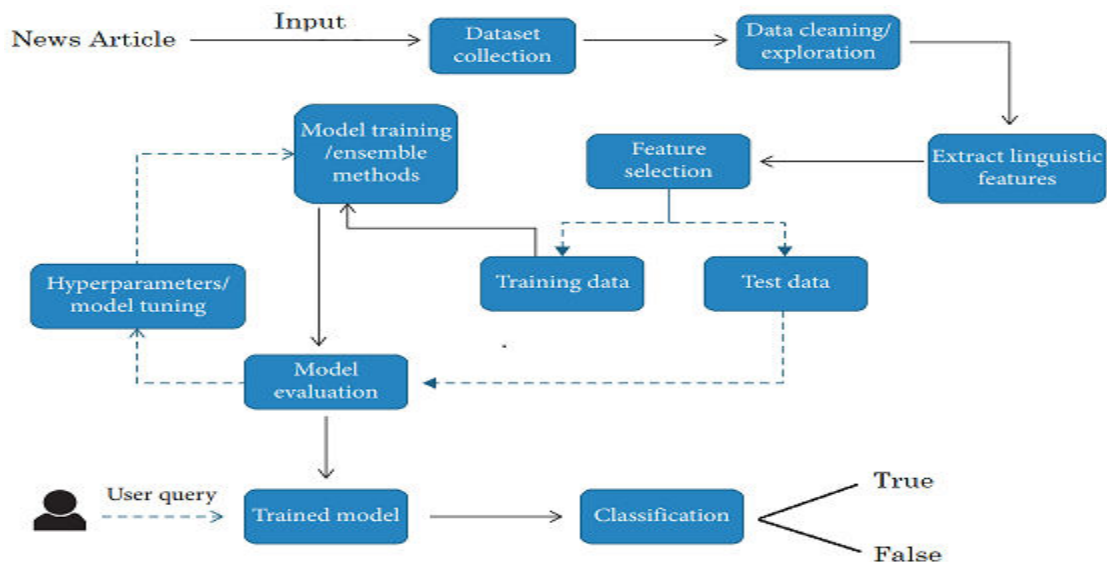 Input
News Article
Dataset
collection
Data cleaning/
exploration
Model training
/ensemble
methods
Feature
selection
Extract linguistic
features
Hyperparameters/
model tuning
Training data
Test data
Model
evaluation
User query
Trained model
Classification
True
False